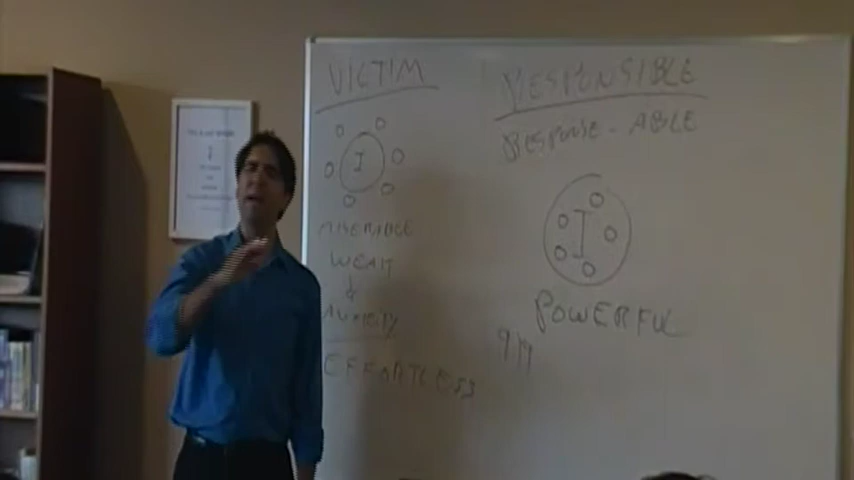 VICTIM
I
MISERABLE
WEAK
ANXIETY
EFFORTLESS
RESPONSIBLE
RESPONSE - ABLE
I
POWERFUL